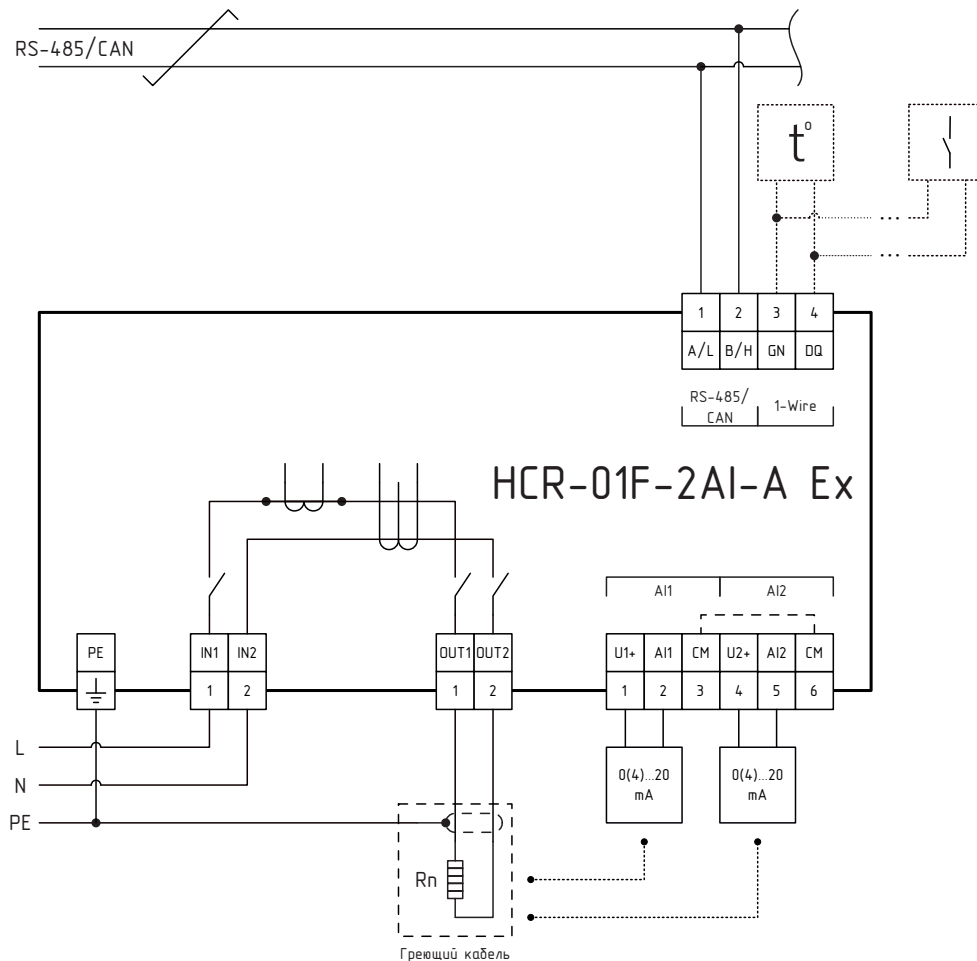 RS-485/CAN
t°
...
...
1 2 3 4
A/L B/H GN DQ
RS-485/
CAN
1-Wire
HCR-01F-2AI-A Ex
AI1 AI2
PE IN1 IN2 OUT1 OUT2 U1+ AI1 CM U2+ AI2 CM
1 2 1 2 1 2 3 4 5 6
L
N
PE
0(4)...20
mA
0(4)...20
mA
Rn
Греющий кабель